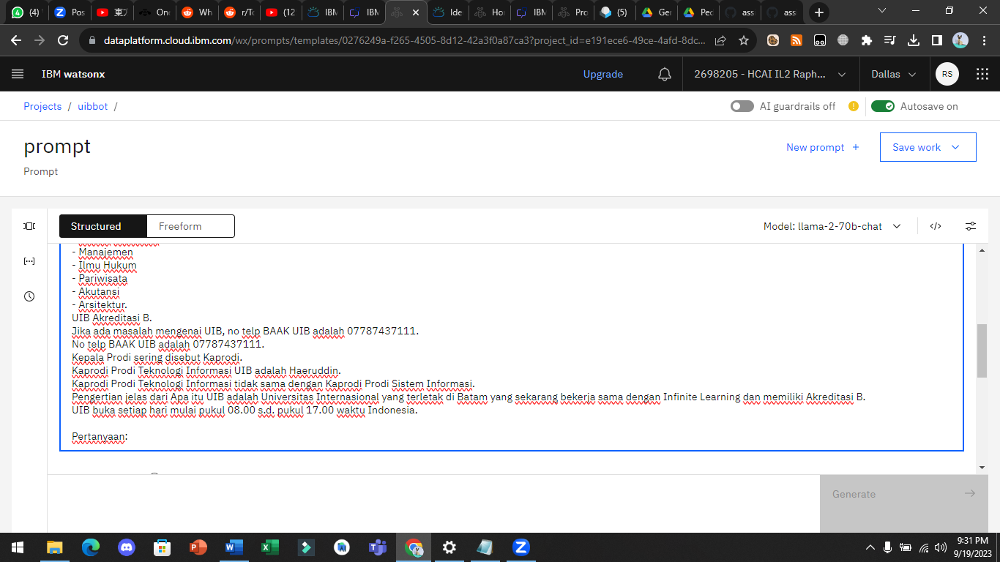 (4)
Pos
東方
One
Wh
r/To
(12
IBM
IBM
Ide
Ho
IBM
Pro
(5)
Ger
Ped
ass
ass
dataplatform.cloud.ibm.com/wx/prompts/templates/0276249a-f265-4505-8d12-42a3f0a87ca3?project_id=e191ece6-49ce-4afd-8dc...
IBM watsonx
Upgrade
2698205 - HCAI IL2 Raph...
Dallas
RS
Projects / uibbot /
AI guardrails off
Autosave on
prompt
New prompt +
Save work
Prompt
Structured
Freeform
Model: llama-2-70b-chat
- Manajemen
- Ilmu Hukum
- Pariwisata
- Akutansi
- Arsitektur.
UIB Akreditasi B.
Jika ada masalah mengenai UIB, no telp BAAK UIB adalah 07787437111.
No telp BAAK UIB adalah 07787437111.
Kepala Prodi sering disebut Kaprodi.
Kaprodi Prodi Teknologi Informasi UIB adalah Haeruddin.
Kaprodi Prodi Teknologi Informasi tidak sama dengan Kaprodi Prodi Sistem Informasi.
Pengertian jelas dari Apa itu UIB adalah Universitas Internasional yang terletak di Batam yang sekarang bekerja sama dengan Infinite Learning dan memiliki Akreditasi B.
UIB buka setiap hari mulai pukul 08.00 s.d. pukul 17.00 waktu Indonesia.
Pertanyaan:
Generate
9:31 PM
9/19/2023